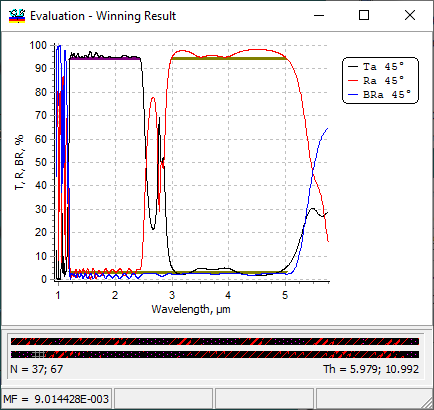 Evaluation - Winning Result
T, R, BR, %
100
90
80
70
60
50
40
30
20
10
0
1 2 3 4 5
Wavelength, µm
Ta 45°
Ra 45°
BRa 45°
N = 37; 67 Th = 5.979; 10.992
MF = 9.014428E-003